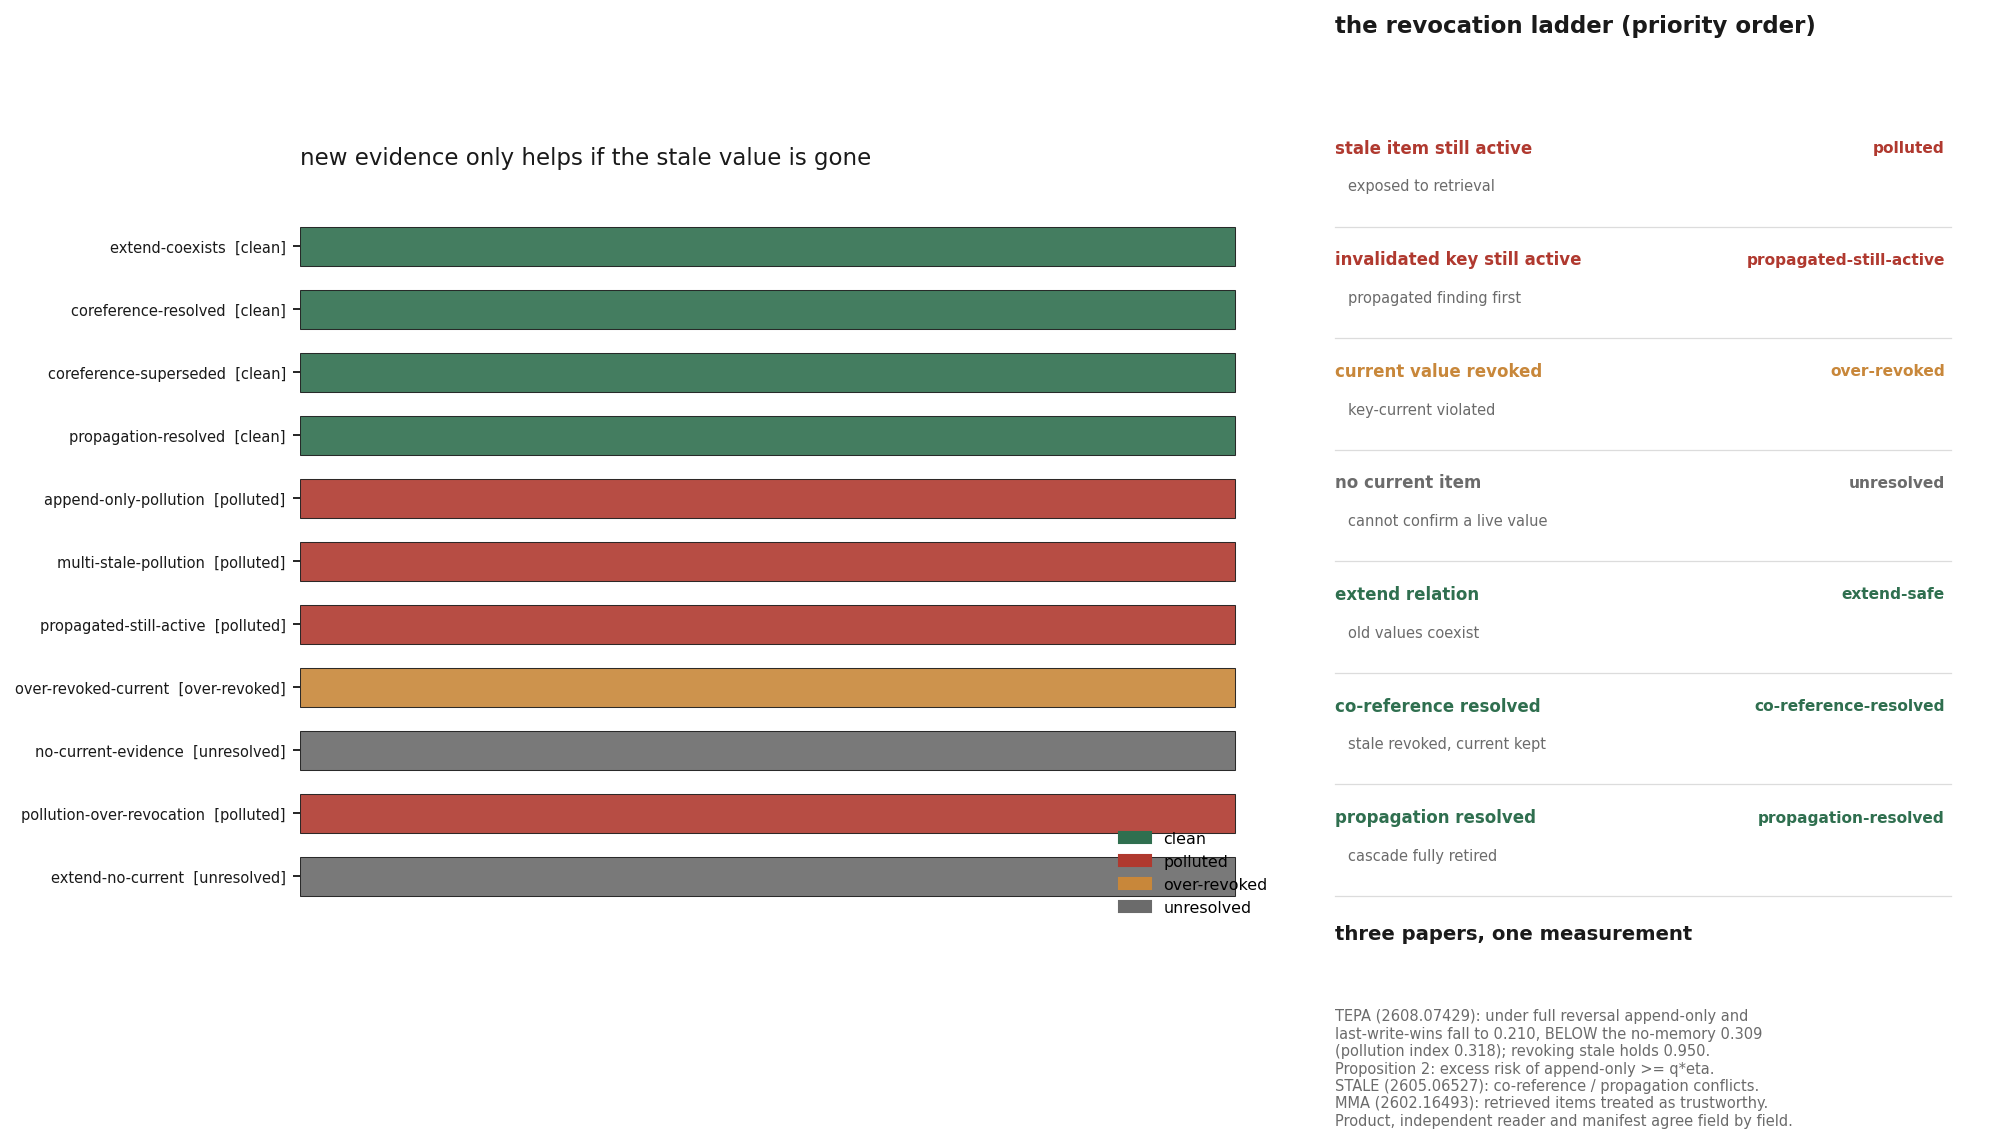 new evidence only helps if the stale value is gone
extend-coexists [clean]
coreference-resolved [clean]
coreference-superseded [clean]
propagation-resolved [clean]
append-only-pollution [polluted]
multi-stale-pollution [polluted]
propagated-still-active [polluted]
over-revoked-current [over-revoked]
no-current-evidence [unresolved]
pollution-over-revocation [polluted]
extend-no-current [unresolved]
clean
polluted
over-revoked
unresolved
the revocation ladder (priority order)
stale item still active polluted
exposed to retrieval
invalidated key still active propagated-still-active
propagated finding first
current value revoked over-revoked
key-current violated
no current item unresolved
cannot confirm a live value
extend relation extend-safe
old values coexist
co-reference resolved co-reference-resolved
stale revoked, current kept
propagation resolved propagation-resolved
cascade fully retired
three papers, one measurement
TEPA (2608.07429): under full reversal append-only and
last-write-wins fall to 0.210, BELOW the no-memory 0.309
(pollution index 0.318); revoking stale holds 0.950.
Proposition 2: excess risk of append-only >= q*eta.
STALE (2605.06527): co-reference / propagation conflicts.
MMA (2602.16493): retrieved items treated as trustworthy.
Product, independent reader and manifest agree field by field.